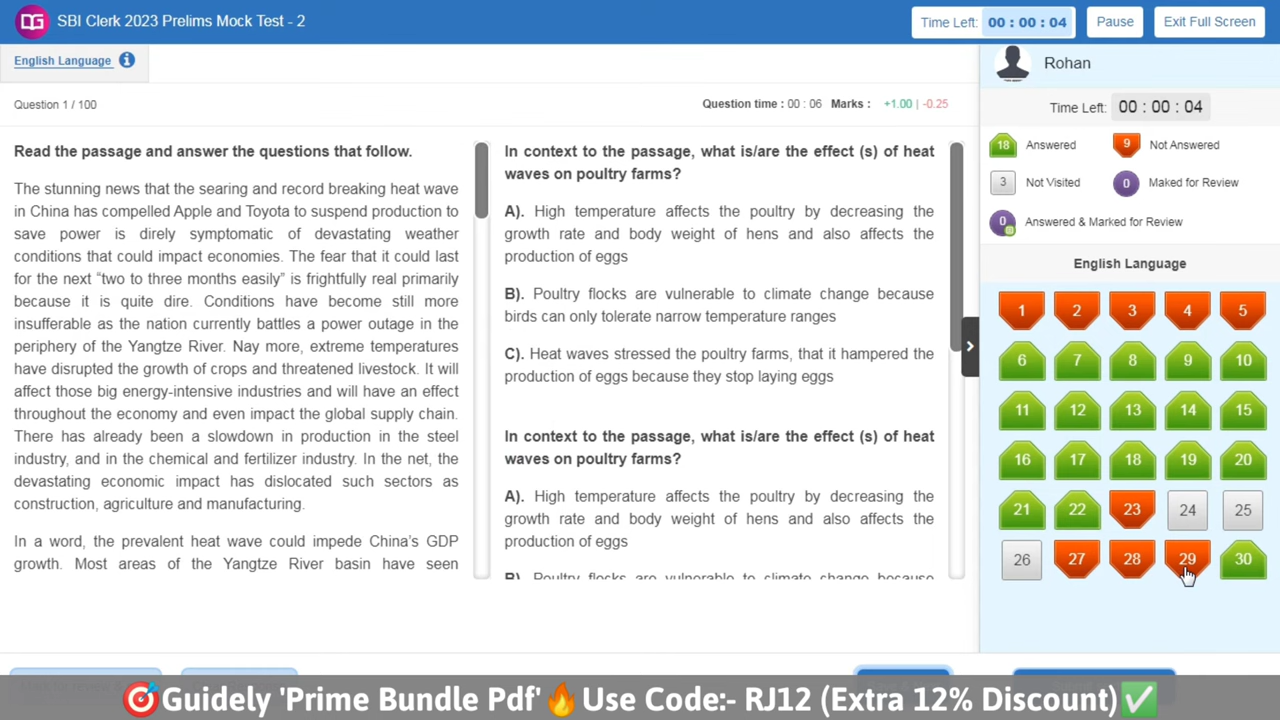 DG
SBI Clerk 2023 Prelims Mock Test - 2
Time Left: 00 : 00 : 04
Pause
Exit Full Screen
English Language i
Question 1 / 100
Question time : 00 : 06 Marks : +1.00 | -0.25
Read the passage and answer the questions that follow.
The stunning news that the searing and record breaking heat wave
in China has compelled Apple and Toyota to suspend production to
save power is direly symptomatic of devastating weather
conditions that could impact economies. The fear that it could last
for the next “two to three months easily” is frightfully real primarily
because it is quite dire. Conditions have become still more
insufferable as the nation currently battles a power outage in the
periphery of the Yangtze River. Nay more, extreme temperatures
have disrupted the growth of crops and threatened livestock. It will
affect those big energy-intensive industries and will have an effect
throughout the economy and even impact the global supply chain.
There has already been a slowdown in production in the steel
industry, and in the chemical and fertilizer industry. In the net, the
devastating economic impact has dislocated such sectors as
construction, agriculture and manufacturing.
In a word, the prevalent heat wave could impede China’s GDP
growth. Most areas of the Yangtze River basin have seen
In context to the passage, what is/are the effect (s) of heat
waves on poultry farms?
A). High temperature affects the poultry by decreasing the
growth rate and body weight of hens and also affects the
production of eggs
B). Poultry flocks are vulnerable to climate change because
birds can only tolerate narrow temperature ranges
C). Heat waves stressed the poultry farms, that it hampered the
production of eggs because they stop laying eggs
In context to the passage, what is/are the effect (s) of heat
waves on poultry farms?
A). High temperature affects the poultry by decreasing the
growth rate and body weight of hens and also affects the
production of eggs
B). Poultry flocks are vulnerable to climate change because
Rohan
Time Left: 00 : 00 : 04
18 Answered
9 Not Answered
3 Not Visited
0 Maked for Review
0 Answered & Marked for Review
English Language
1 2 3 4 5
6 7 8 9 10
11 12 13 14 15
16 17 18 19 20
21 22 23 24 25
26 27 28 29 30
🎯Guidely 'Prime Bundle Pdf'🔥Use Code:- RJ12 (Extra 12% Discount)✅